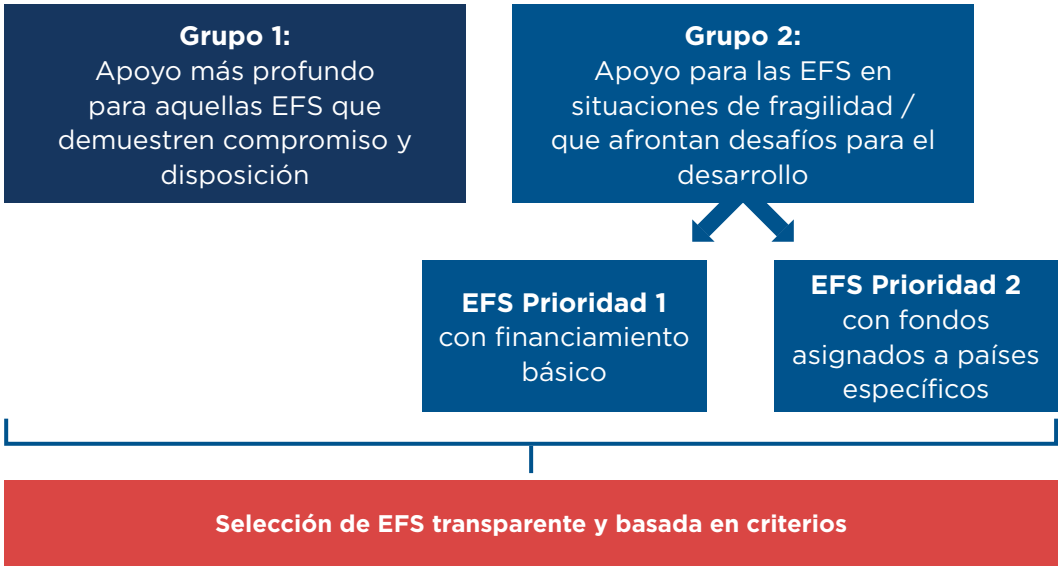 Grupo 1:
Apoyo más profundo
para aquellas EFS que
demuestren compromiso y
disposición
Grupo 2:
Apoyo para las EFS en
situaciones de fragilidad /
que afrontan desafíos para el
desarrollo
EFS Prioridad 1
con financiamiento
básico
EFS Prioridad 2
con fondos
asignados a países
específicos
Selección de EFS transparente y basada en criterios